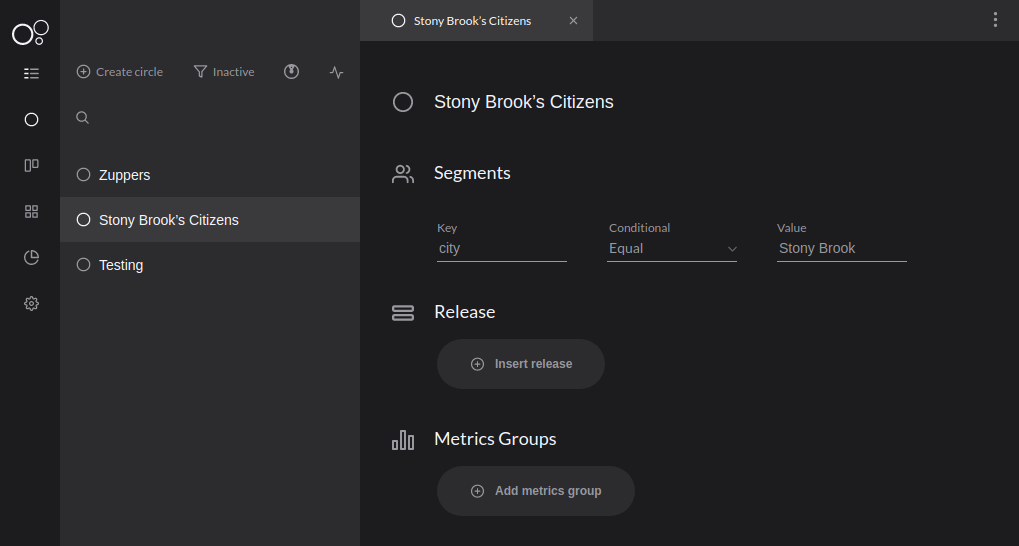 Stony Brook’s Citizens
Create circle
Inactive
Zuppers
Stony Brook’s Citizens
Testing
Stony Brook’s Citizens
Segments
Key
Conditional
Value
city
Equal
Stony Brook
Release
Insert release
Metrics Groups
Add metrics group